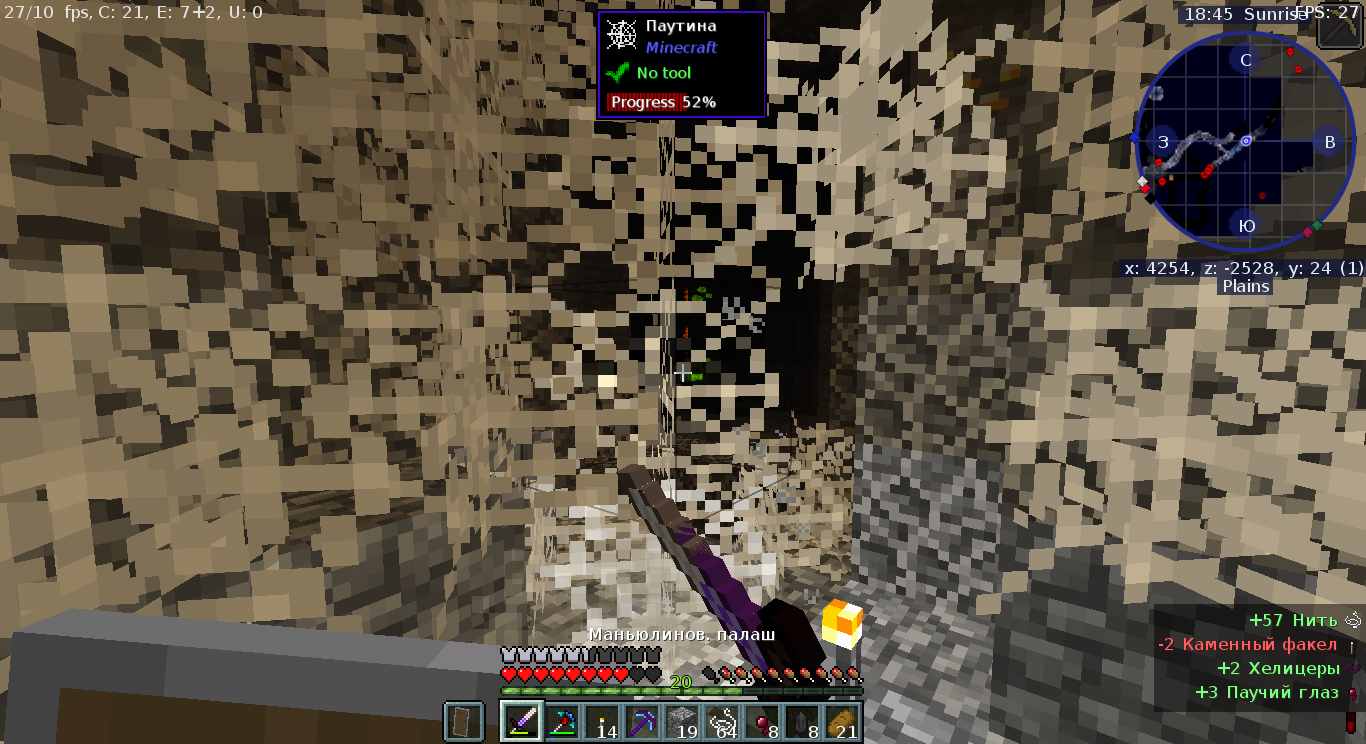 27/10 fps, C: 21, E: 7+2, U: 0
Паутина
Minecraft
No tool
Progress 52%
18:45 Sunrise
FPS: 27
С
З
В
Ю
x: 4254, z: -2528, y: 24 (1)
Plains
+57 Нить
-2 Каменный факел
+2 Хелицеры
+3 Паучий глаз
Маньюлинов. палаш
20
14
19
64
8
8
21